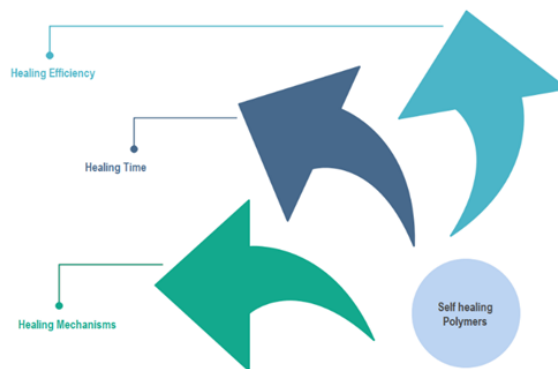 Healing Efficiency
Healing Time
Self healing
Polymers
Healing Mechanisms